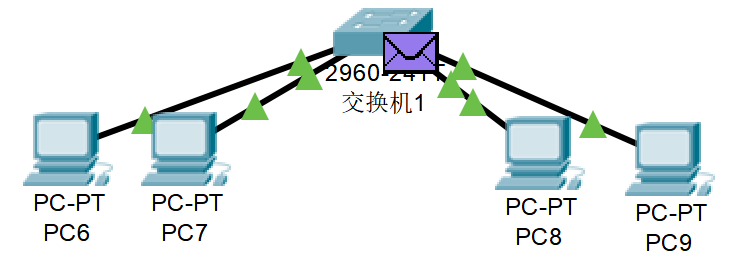 2960-24TT
交换机1
PC-PT
PC6
PC-PT
PC7
PC-PT
PC8
PC-PT
PC9